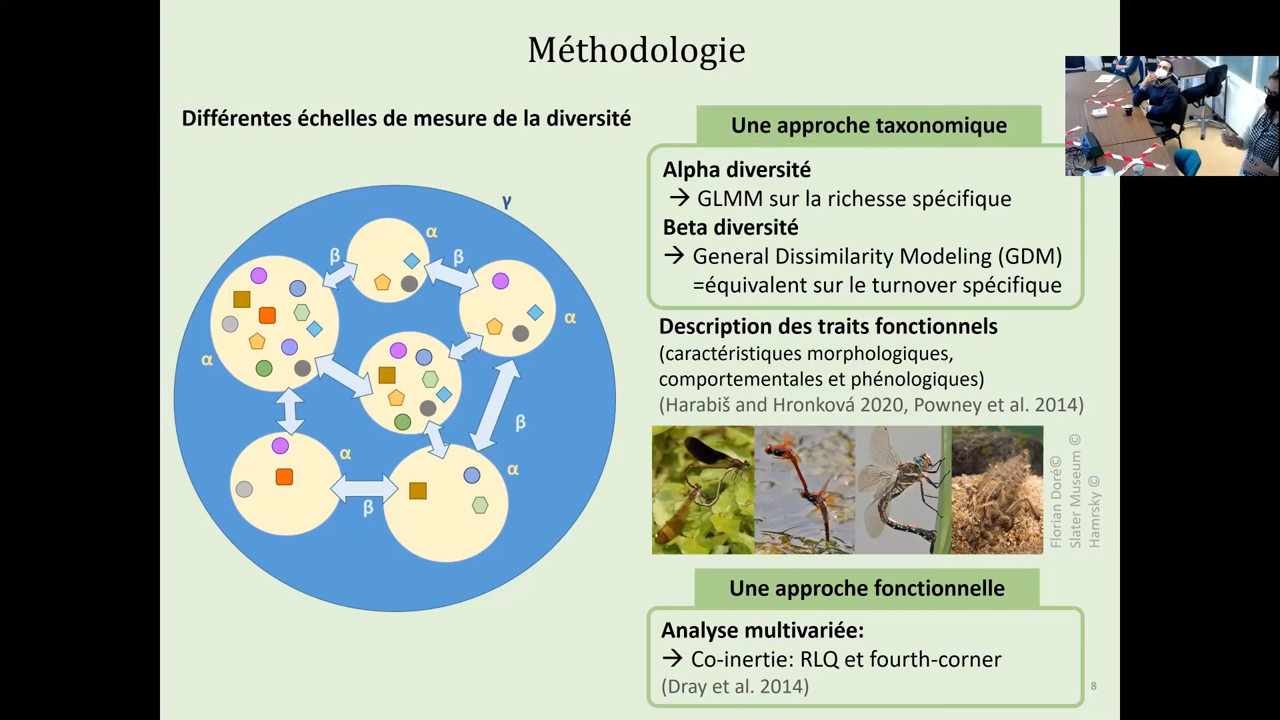 Méthodologie
Différentes échelles de mesure de la diversité
γ
α
β
β
α
α
β
α
α
β
Une approche taxonomique
Alpha diversité
→ GLMM sur la richesse spécifique
Beta diversité
→ General Dissimilarity Modeling (GDM)
=équivalent sur le turnover spécifique
Description des traits fonctionnels
(caractéristiques morphologiques,
comportementales et phénologiques)
(Harabiš and Hronková 2020, Powney et al. 2014)
Florian Doré©
Slater Museum ©
Hamrsky ©
Une approche fonctionnelle
Analyse multivariée:
→ Co-inertie: RLQ et fourth-corner
(Dray et al. 2014)
8